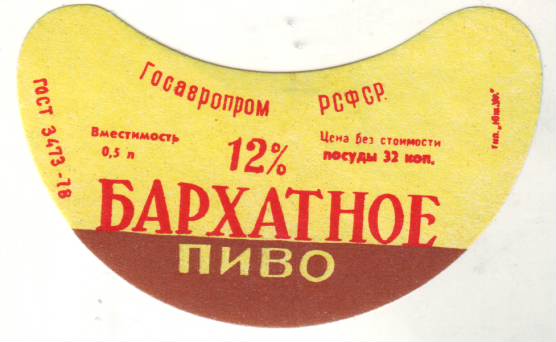 Госагропром РСФСР.
ГОСТ 3473-78
Вместимость
0,5 л
12%
Цена без стоимости
посуды 32 коп.
БАРХАТНОЕ
ПИВО